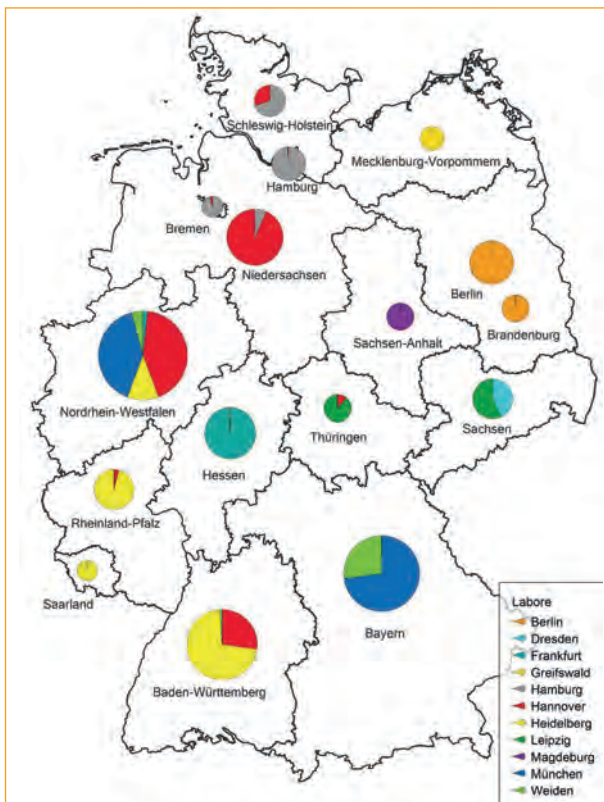 Schleswig-Holstein
Mecklenburg-Vorpommern
Hamburg
Bremen
Niedersachsen
Berlin
Brandenburg
Sachsen-Anhalt
Nordrhein-Westfalen
Hessen
Thüringen
Sachsen
Rheinland-Pfalz
Saarland
Bayern
Baden-Württemberg
Labore
Berlin
Dresden
Frankfurt
Greifswald
Hamburg
Hannover
Heidelberg
Leipzig
Magdeburg
München
Weiden